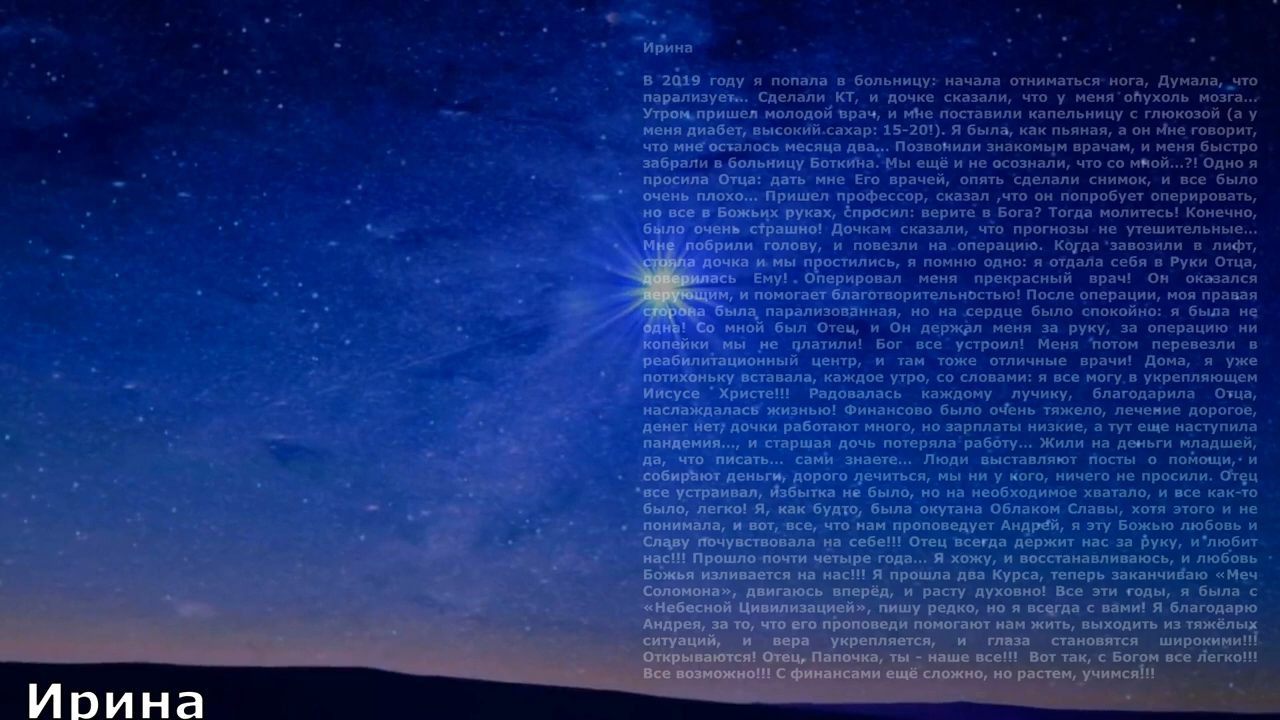 Ирина
В 2019 году я попала в больницу: начала отниматься нога, Думала, что
парализует... Сделали КТ, и дочке сказали, что у меня опухоль мозга...
Утром пришел молодой врач, и мне поставили капельницу с глюкозой (а у
меня диабет, высокий сахар: 15-20!). Я была, как пьяная, а он мне говорит,
что мне осталось месяца два... Позвонили знакомым врачам, и меня быстро
забрали в больницу Боткина. Мы ещё и не осознали, что со мной...?! Одно я
просила Отца: дать мне Его врачей, опять сделали снимок, и все было
очень плохо... Пришел профессор, сказал ,что он попробует оперировать,
но все в Божьих руках, спросил: верите в Бога? Тогда молитесь! Конечно,
было очень страшно! Дочкам сказали, что прогнозы не утешительные...
Мне побрили голову, и повезли на операцию. Когда завозили в лифт,
стояла дочка и мы простились, я помню одно: я отдала себя в Руки Отца,
доверилась Ему! Оперировал меня прекрасный врач! Он оказался
верующим, и помогает благотворительностью! После операции, моя правая
сторона была парализованная, но на сердце было спокойно: я была не
одна! Со мной был Отец, и Он держал меня за руку, за операцию ни
копейки мы не платили! Бог все устроил! Меня потом перевезли в
реабилитационный центр, и там тоже отличные врачи! Дома, я уже
потихоньку вставала, каждое утро, со словами: я все могу в укрепляющем
Иисусе Христе!!! Радовалась каждому лучику, благодарила Отца,
наслаждалась жизнью! Финансово было очень тяжело, лечение дорогое,
денег нет, дочки работают много, но зарплаты низкие, а тут еще наступила
пандемия..., и старшая дочь потеряла работу... Жили на деньги младшей,
да, что писать... сами знаете... Люди выставляют посты о помощи, и
собирают деньги, дорого лечиться, мы ни у кого, ничего не просили. Отец
все устраивал, избытка не было, но на необходимое хватало, и все как-то
было, легко! Я, как будто, была окутана Облаком Славы, хотя этого и не
понимала, и вот, все, что нам проповедует Андрей, я эту Божью любовь и
Славу почувствовала на себе!!! Отец всегда держит нас за руку, и любит
нас!!! Прошло почти четыре года... Я хожу, и восстанавливаюсь, и любовь
Божья изливается на нас!!! Я прошла два Курса, теперь заканчиваю «Меч
Соломона», двигаюсь вперёд, и расту духовно! Все эти годы, я была с
«Небесной Цивилизацией», пишу редко, но я всегда с вами! Я благодарю
Андрея, за то, что его проповеди помогают нам жить, выходить из тяжёлых
ситуаций, и вера укрепляется, и глаза становятся широкими!!!
Открываются! Отец, Папочка, ты - наше все!!! Вот так, с Богом все легко!!!
Все возможно!!! С финансами ещё сложно, но растем, учимся!!!
Ирина